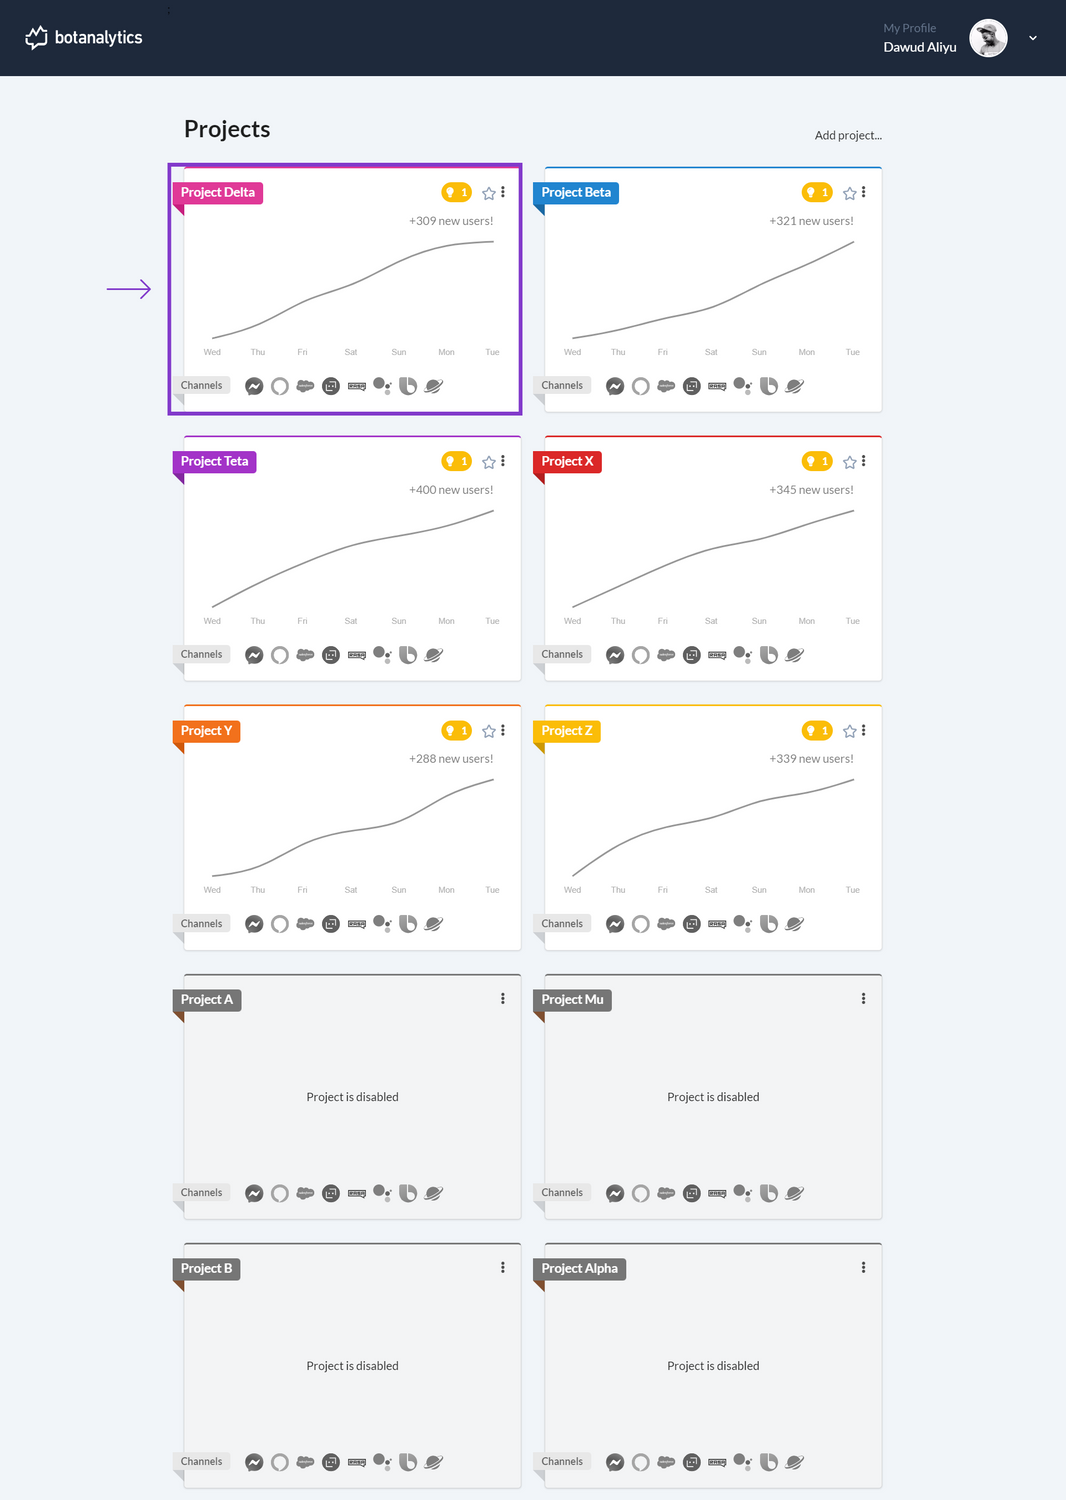 botanalytics
My Profile
Dawud Aliyu
Projects
Add project...
Project Delta
1
+309 new users!
Wed Thu Fri Sat Sun Mon Tue
Channels
Project Beta
1
+321 new users!
Wed Thu Fri Sat Sun Mon Tue
Channels
Project Teta
1
+400 new users!
Wed Thu Fri Sat Sun Mon Tue
Channels
Project X
1
+345 new users!
Wed Thu Fri Sat Sun Mon Tue
Channels
Project Y
1
+288 new users!
Wed Thu Fri Sat Sun Mon Tue
Channels
Project Z
1
+339 new users!
Wed Thu Fri Sat Sun Mon Tue
Channels
Project A
Project is disabled
Channels
Project Mu
Project is disabled
Channels
Project B
Project is disabled
Channels
Project Alpha
Project is disabled
Channels